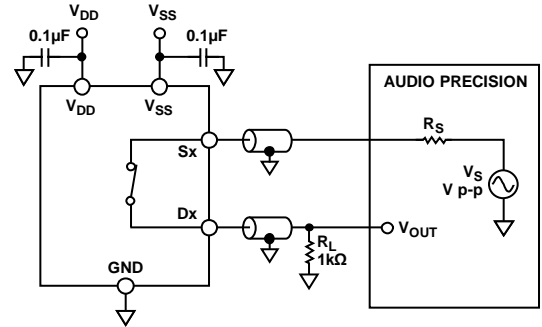 VDD
VSS
0.1µF
0.1µF
VDD
VSS
AUDIO PRECISION
Sx
RS
VS
V p-p
Dx
VOUT
RL
1kΩ
GND